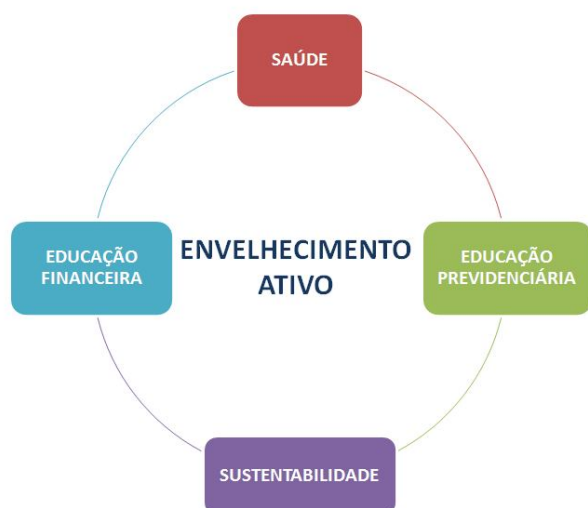 SAÚDE
EDUCAÇÃO
FINANCEIRA
ENVELHECIMENTO
ATIVO
EDUCAÇÃO
PREVIDENCIÁRIA
SUSTENTABILIDADE